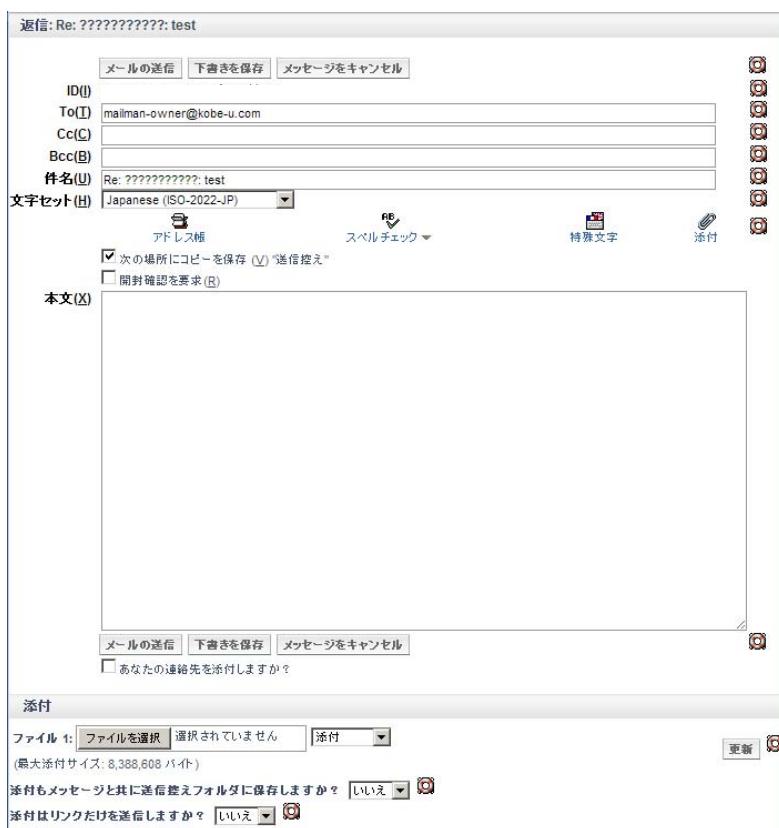 返信: Re: ???????????: test
メールの送信 下書きを保存 メッセージをキャンセル
ID(I)
To(T) mailman-owner@kobe-u.com
Cc(C)
Bcc(B)
件名(U) Re: ???????????: test
文字セット(H) Japanese (ISO-2022-JP)
アドレス帳 スペルチェック 特殊文字 添付
次の場所にコピーを保存 (V) "送信控え"
開封確認を要求(R)
本文(X)
メールの送信 下書きを保存 メッセージをキャンセル
あなたの連絡先を添付しますか?
添付
ファイル 1: ファイルを選択 選択されていません 添付
更新
(最大添付サイズ: 8,388,608 バイト)
添付もメッセージと共に送信控えフォルダに保存しますか? いいえ
添付はリンクだけを送信しますか? いいえ